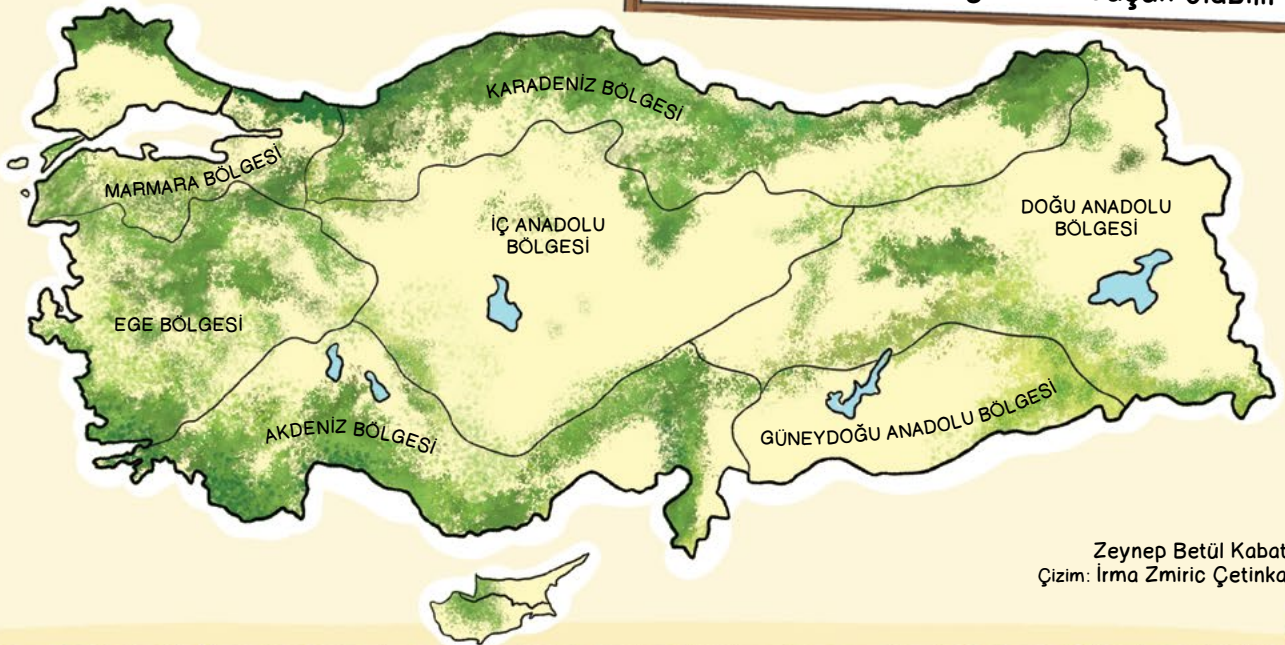 olabilir
KARADENİZ BÖLGESİ
MARMARA BÖLGESİ
İÇ ANADOLU
BÖLGESİ
DOĞU ANADOLU
BÖLGESİ
EGE BÖLGESİ
AKDENİZ BÖLGESİ
GÜNEYDOĞU ANADOLU BÖLGESİ
Zeynep Betül Kabat
Çizim: İrma Zmiric Çetinka